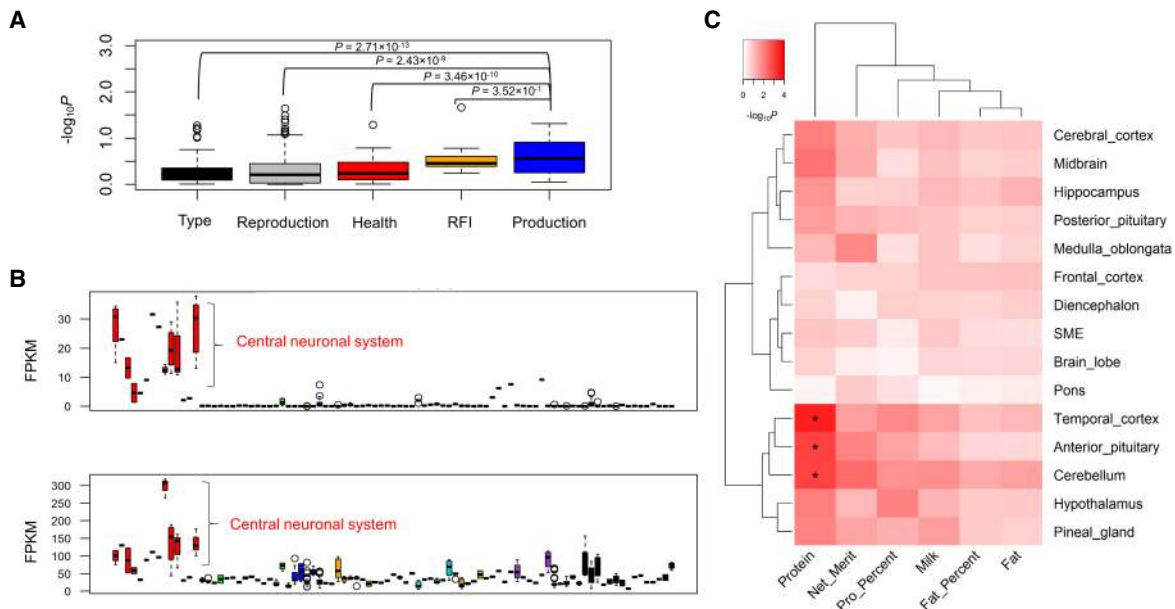 A
3.0
2.0
1.0
0.0
-log₁₀P
P = 2.71×10⁻¹³
P = 2.43×10⁻⁹
P = 3.46×10⁻¹⁰
P = 3.52×10⁻¹
Type Reproduction Health RFI Production
B
FPKM
30
20
10
0
Central neuronal system
FPKM
300
250
200
150
100
50
0
Central neuronal system
C
0 2 4
-log₁₀P
Cerebral_cortex
Midbrain
Hippocampus
Posterior_pituitary
Medulla_oblongata
Frontal_cortex
Diencephalon
SME
Brain_lobe
Pons
* Temporal_cortex
* Anterior_pituitary
* Cerebellum
Hypothalamus
Pineal_gland
Protein Net_Merit Pro_Percent Milk Fat_Percent Fat